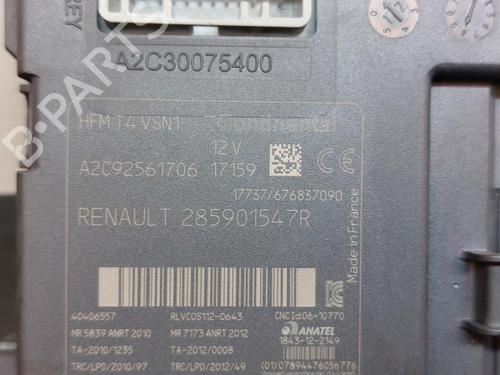 REY
A2C30075400
HFM T4 VSN1 Continental
12 V
A2C92561706 17159 CE
17737/676837090
RENAULT 285901547R
Made in France
40406557 RLVCOS112-0643 CNC Id:06-10770
MR 5839 ANRT 2010 MR 7173 ANRT 2012 ANATEL
TA-2010/1235 TA-2012/0008 1843-12-2149
TRC/LPD/2010/97 TRC/LPD/2012/49 (01)07894476056776
B-PARTS